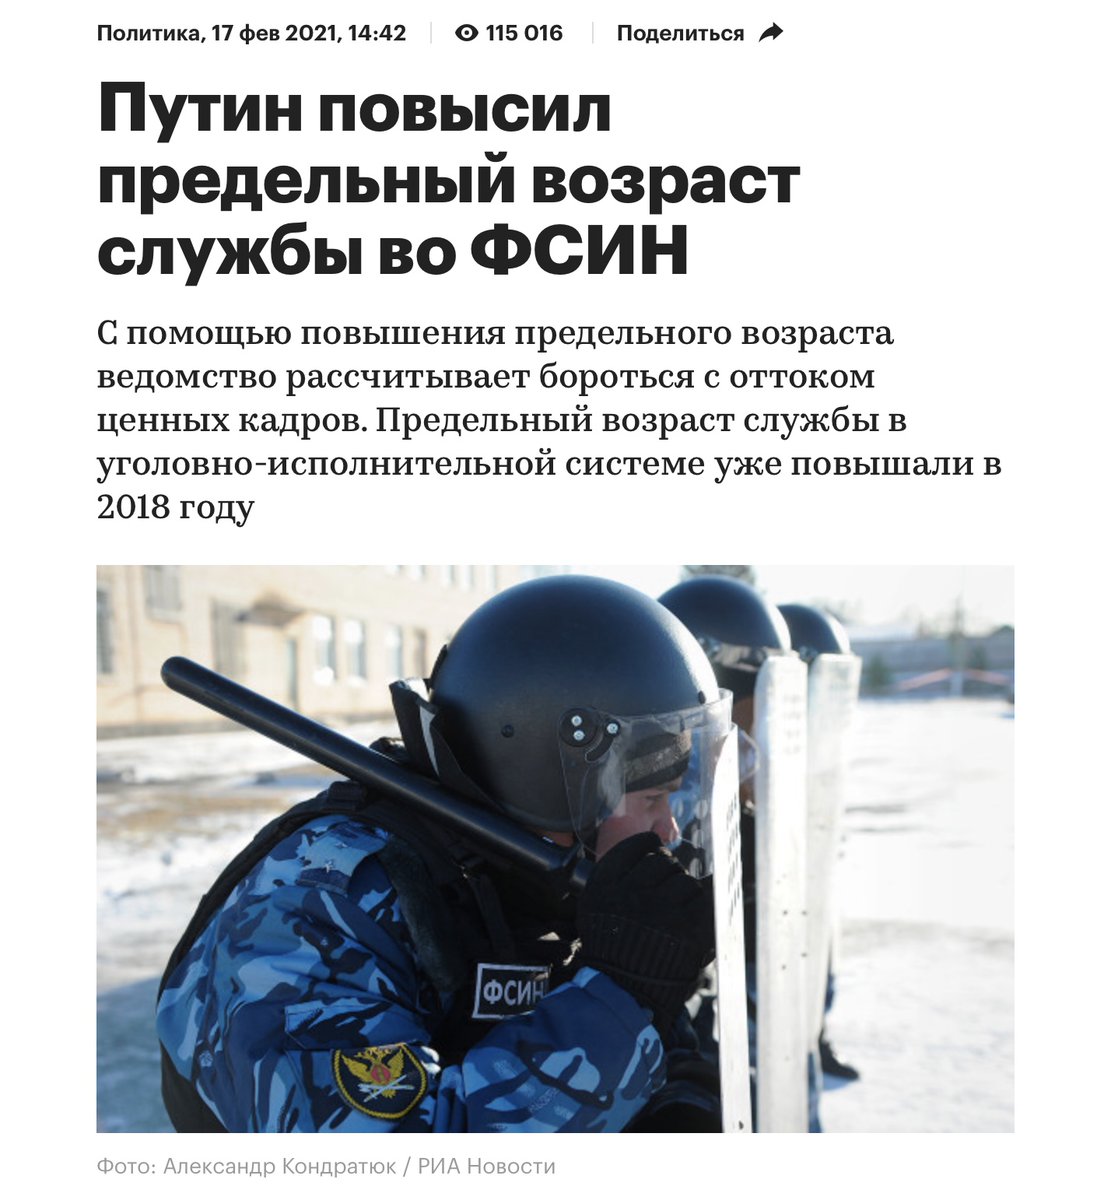 Политика, 17 фев 2021, 14:42
115 016
Поделиться
Путин повысил
предельный возраст
службы во ФСИН
С помощью повышения предельного возраста
ведомство рассчитывает бороться с оттоком
ценных кадров. Предельный возраст службы в
уголовно-исполнительной системе уже повышали в
2018 году
ФСИН
Фото: Александр Кондратюк / РИА Новости